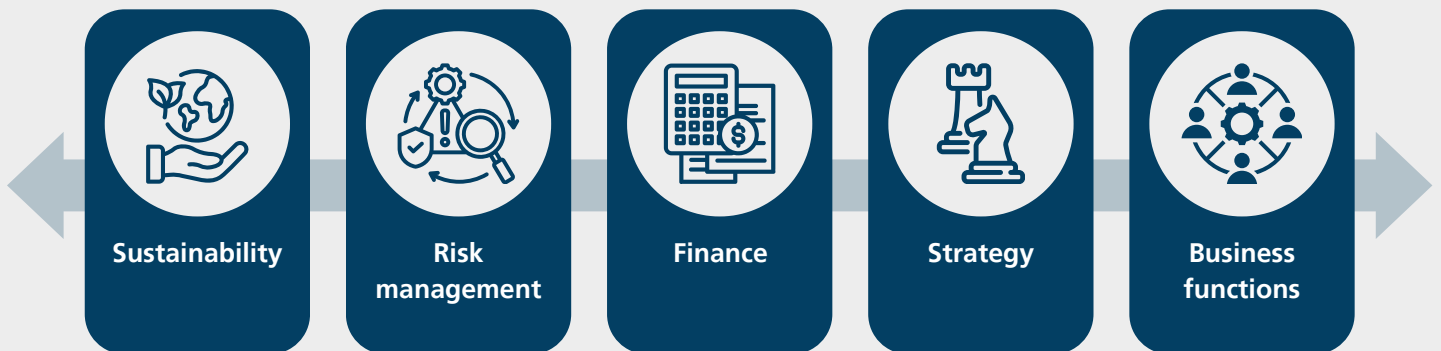 Sustainability
Risk
management
Finance
$
Strategy
Business
functions